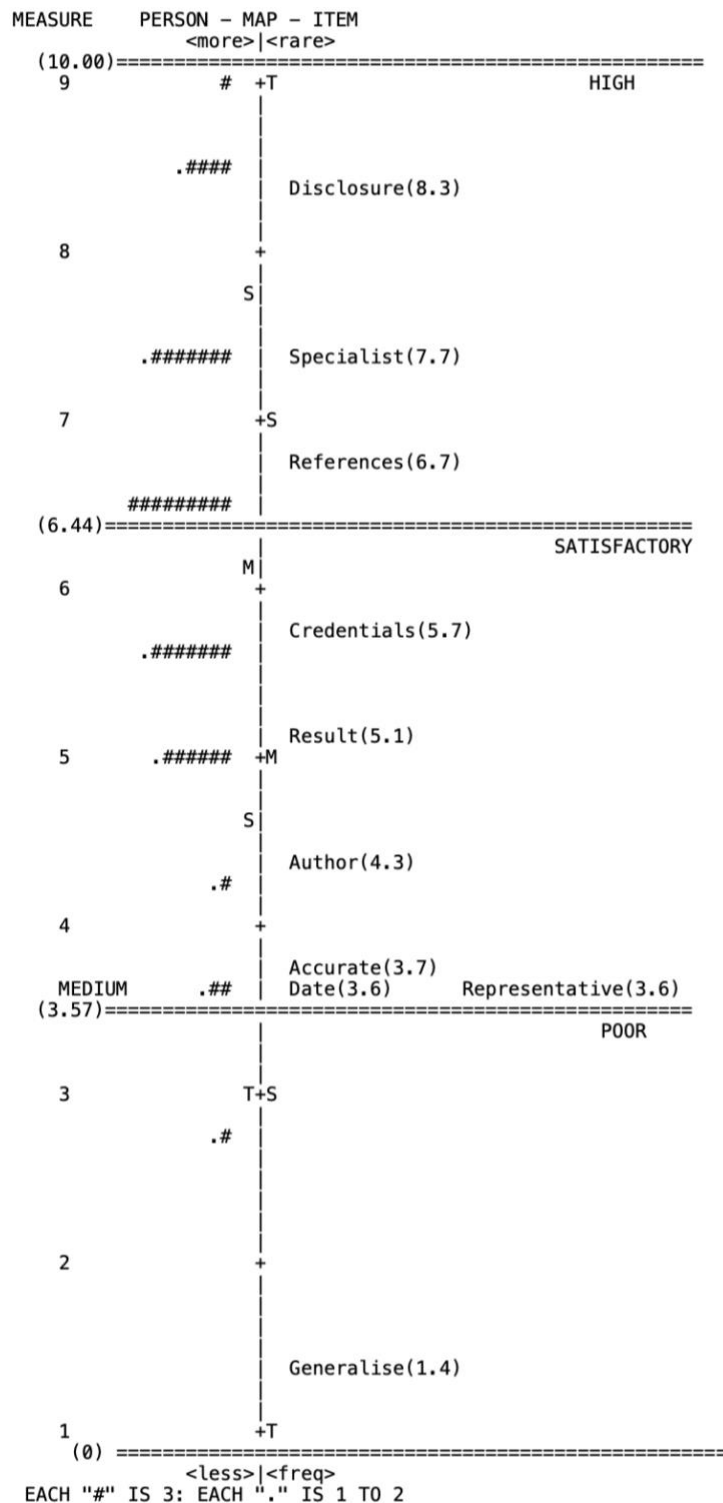 MEASURE PERSON – MAP – ITEM
<more>|<rare>
(10.00)===================================================
9 # +T HIGH
.####
Disclosure(8.3)
8 +
S|
.####### | Specialist(7.7)
7 +S
References(6.7)
#########
(6.44)===================================================
SATISFACTORY
M|
6 +
Credentials(5.7)
.#######
Result(5.1)
5 .###### +M
S|
Author(4.3)
.#
4 +
Accurate(3.7)
MEDIUM .## | Date(3.6) Representative(3.6)
(3.57)===================================================
POOR
3 T+S
.#
2 +
Generalise(1.4)
1 +T
(0) =====================================================
<less>|<freq>
EACH "#" IS 3: EACH "." IS 1 TO 2